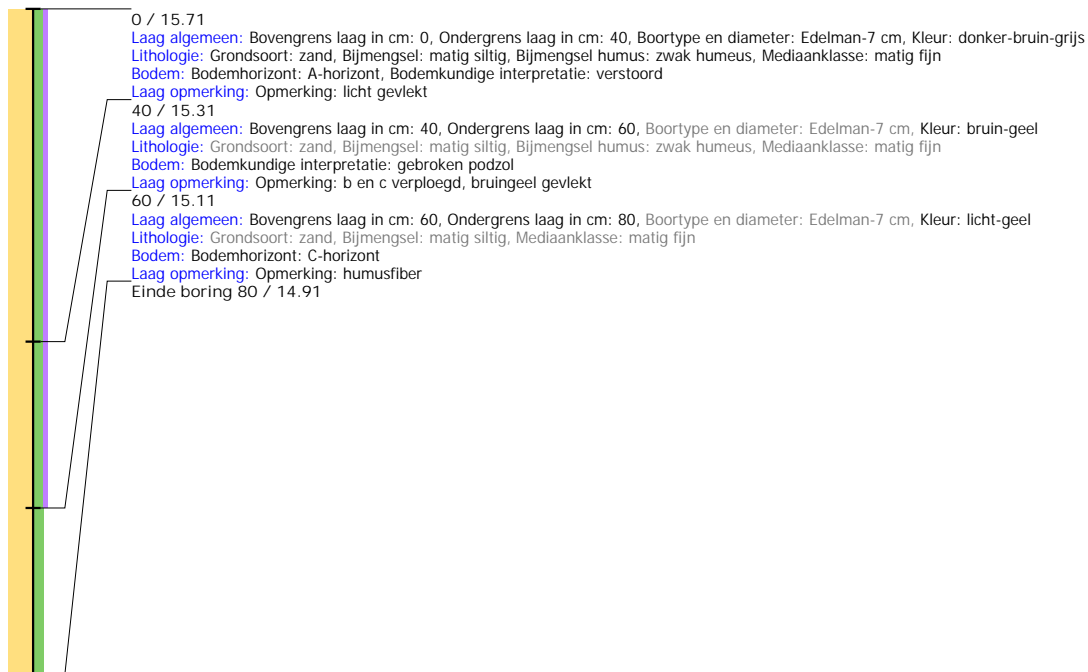 0 / 15.71
Laag algemeen: Bovengrens laag in cm: 0, Ondergrens laag in cm: 40, Boortype en diameter: Edelman-7 cm, Kleur: donker-bruin-grijs
Lithologie: Grondsoort: zand, Bijmengsel: matig siltig, Bijmengsel humus: zwak humeus, Mediaanklasse: matig fijn
Bodem: Bodemhorizont: A-horizont, Bodemkundige interpretatie: verstoord
Laag opmerking: Opmerking: licht gevlekt
40 / 15.31
Laag algemeen: Bovengrens laag in cm: 40, Ondergrens laag in cm: 60, Boortype en diameter: Edelman-7 cm, Kleur: bruin-geel
Lithologie: Grondsoort: zand, Bijmengsel: matig siltig, Bijmengsel humus: zwak humeus, Mediaanklasse: matig fijn
Bodem: Bodemkundige interpretatie: gebroken podzol
Laag opmerking: Opmerking: b en c verploegd, bruingeel gevlekt
60 / 15.11
Laag algemeen: Bovengrens laag in cm: 60, Ondergrens laag in cm: 80, Boortype en diameter: Edelman-7 cm, Kleur: licht-geel
Lithologie: Grondsoort: zand, Bijmengsel: matig siltig, Mediaanklasse: matig fijn
Bodem: Bodemhorizont: C-horizont
Laag opmerking: Opmerking: humusfiber
Einde boring 80 / 14.91